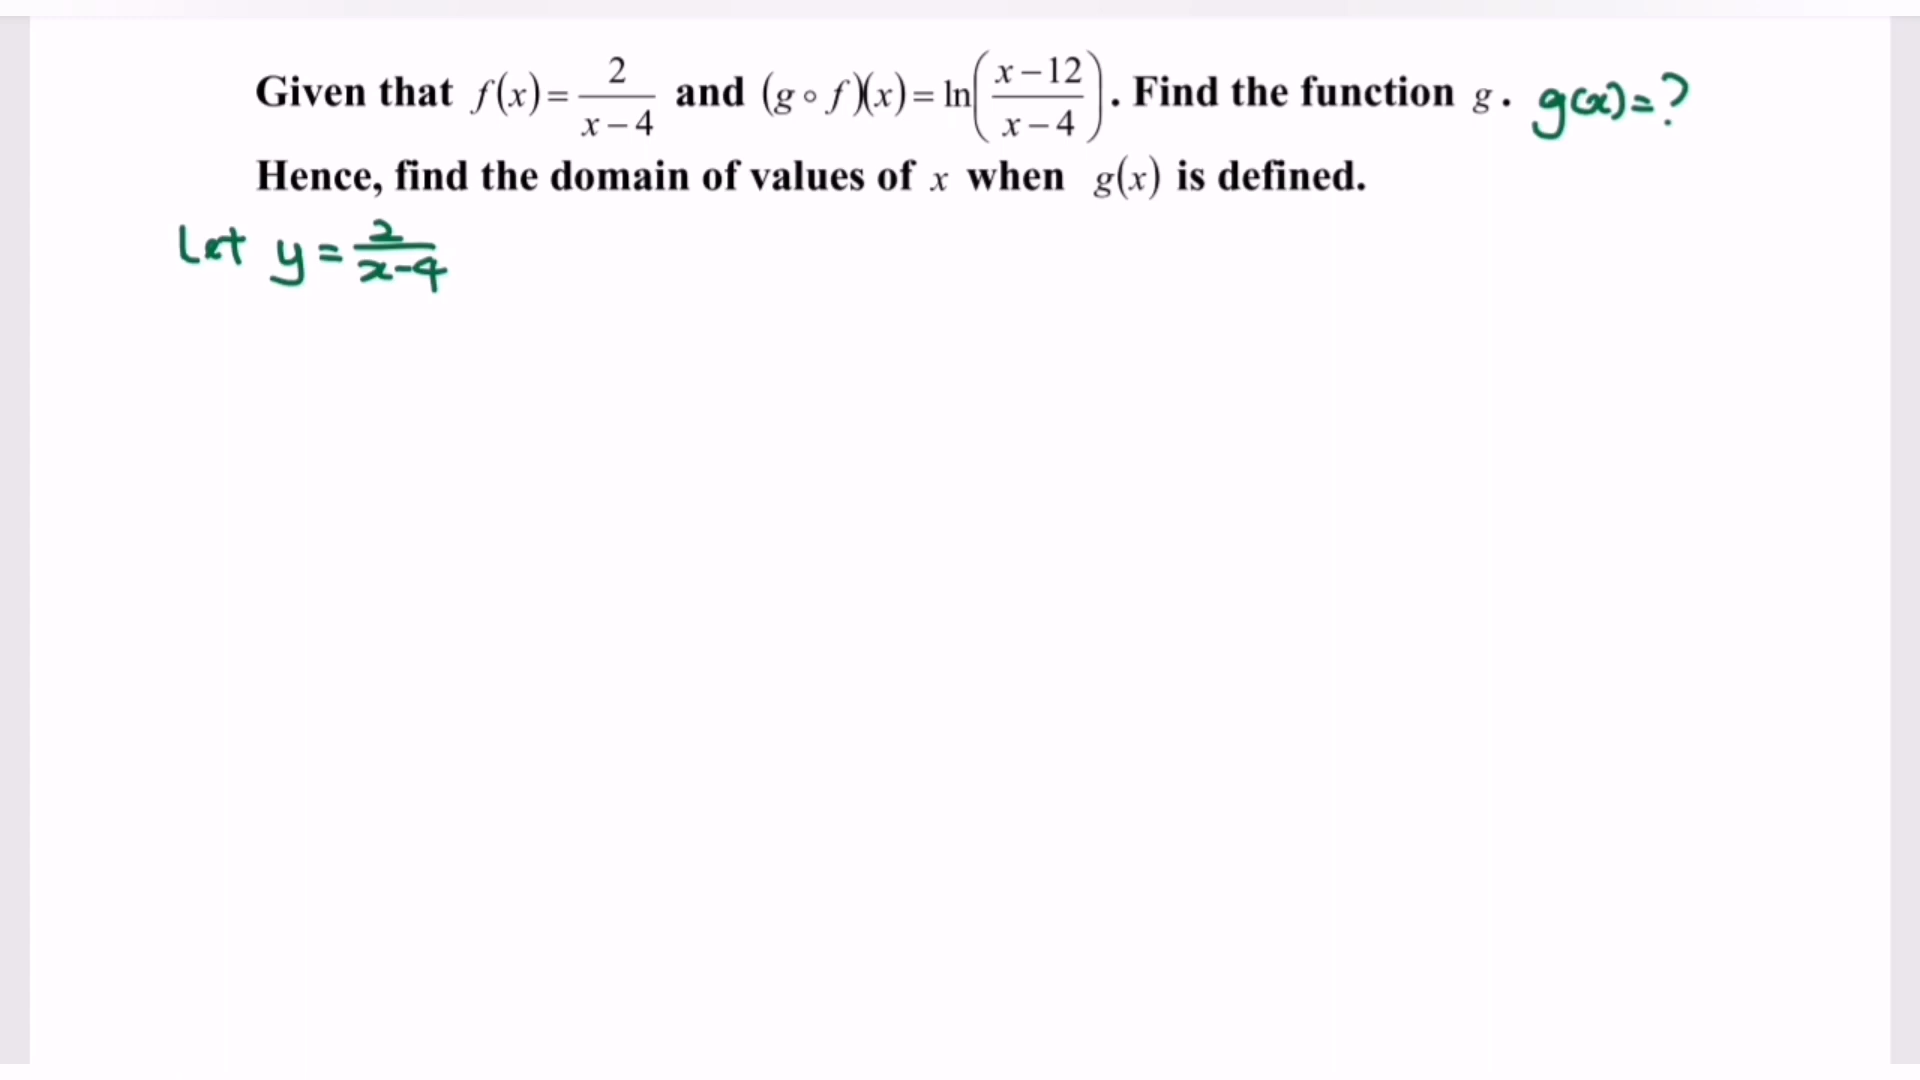 Given that f(x)= 2/(x−4) and (g∘f)(x)= ln((x−12)/(x−4)). Find the function g. g(x)=?
Hence, find the domain of values of x when g(x) is defined.
Let y = 2/(x-4)